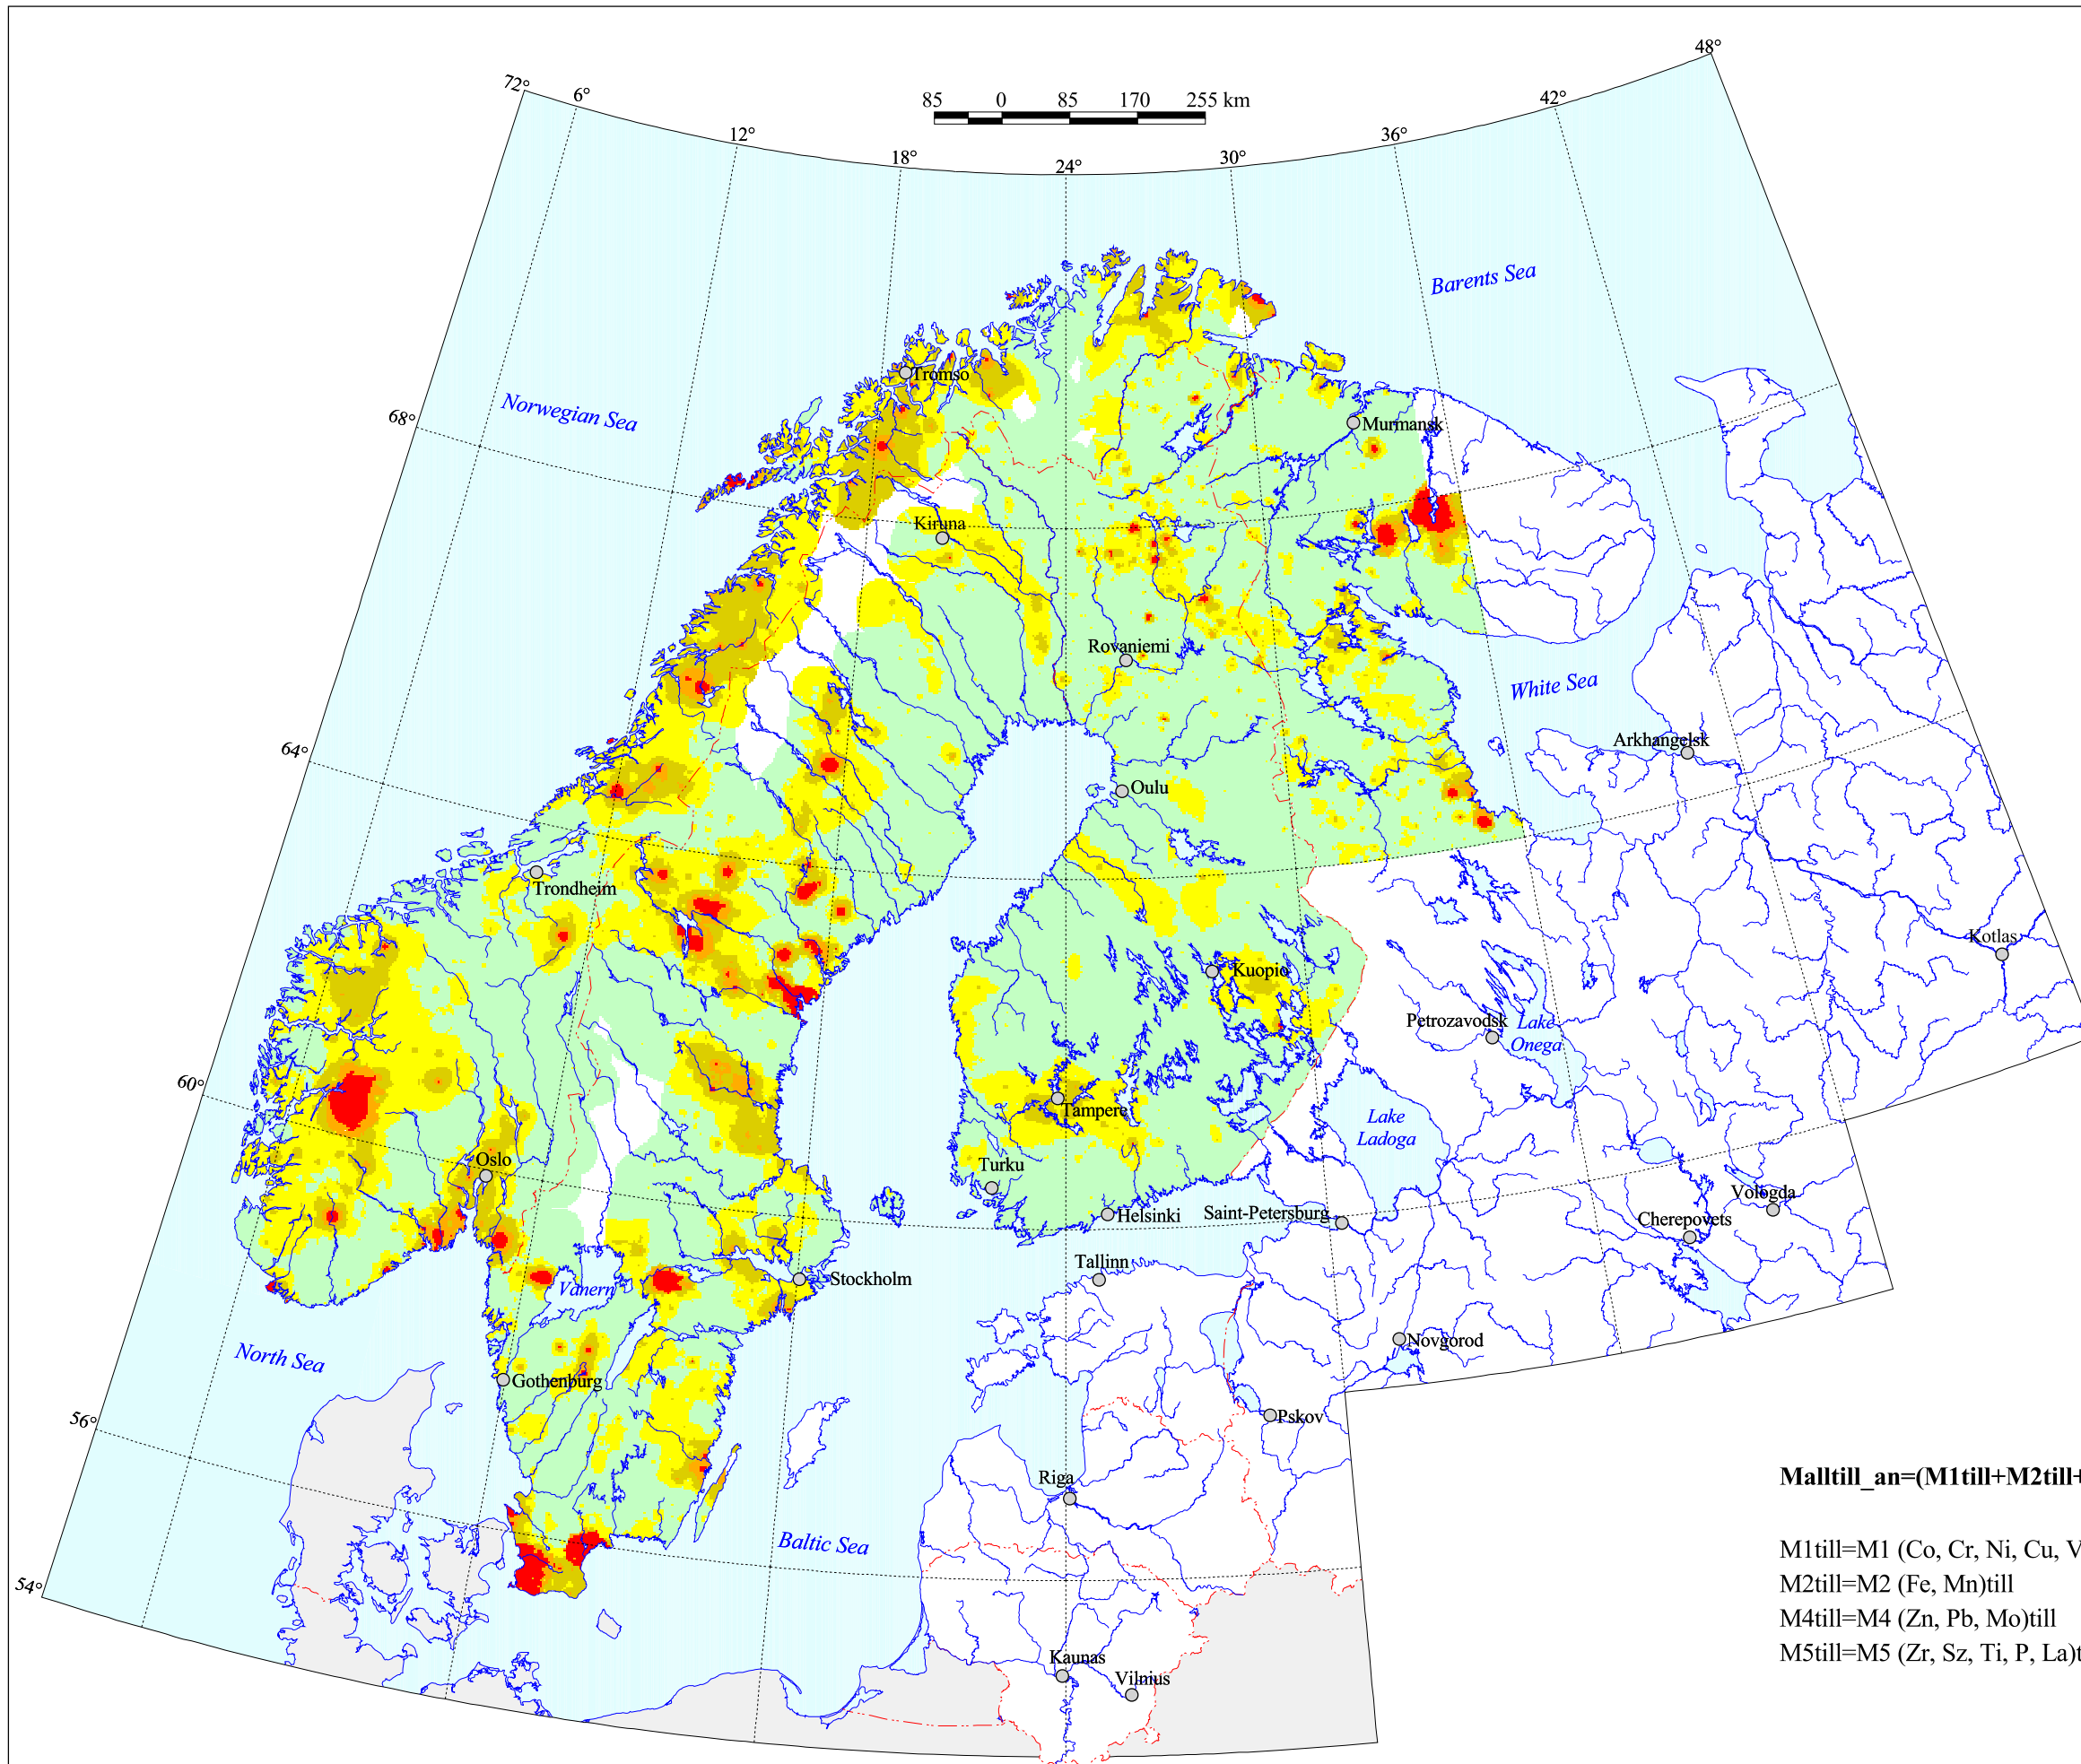 48°
72°
6°
42°
85 0 85 170 255 km
12°
36°
18°
30°
24°
Barents Sea
Tromso
Norwegian Sea
68°
Murmansk
Kiruna
Rovaniemi
White Sea
Arkhangelsk
64°
Oulu
Trondheim
Kotlas
Kuopio
Petrozavodsk
Lake
Onega
60°
Tampere
Lake
Ladoga
Oslo
Turku
Vologda
Saint-Petersburg
Helsinki
Cherepovets
Tallinn
Stockholm
Vanern
Novgorod
North Sea
Gothenburg
56°
Pskov
Riga
Malltill_an=(M1till+M2till+
Baltic Sea
M1till=M1 (Co, Cr, Ni, Cu, V
54°
M2till=M2 (Fe, Mn)till
M4till=M4 (Zn, Pb, Mo)till
M5till=M5 (Zr, Sz, Ti, P, La)t
Kaunas
Vilnius